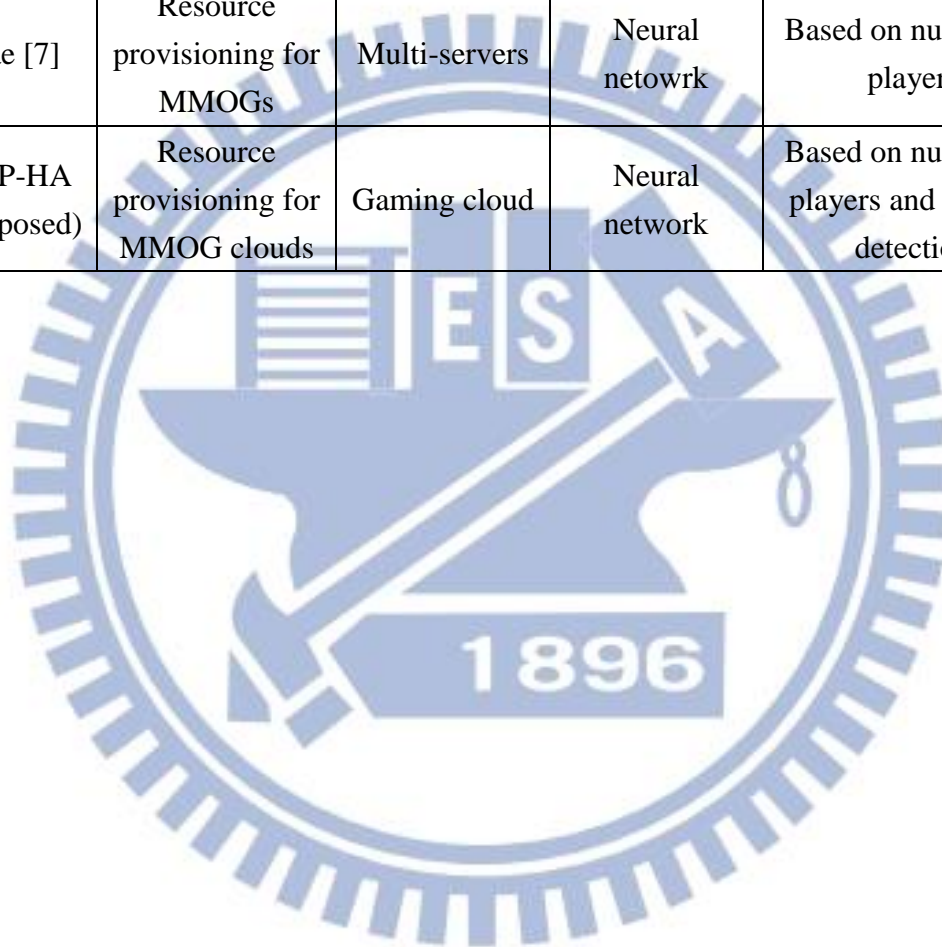 e [7]
Resource
provisioning for
MMOGs
Multi-servers
Neural
netowrk
Based on nu
player
P-HA
posed)
Resource
provisioning for
MMOG clouds
Gaming cloud
Neural
network
Based on nu
players and
detectio
E S A
1896